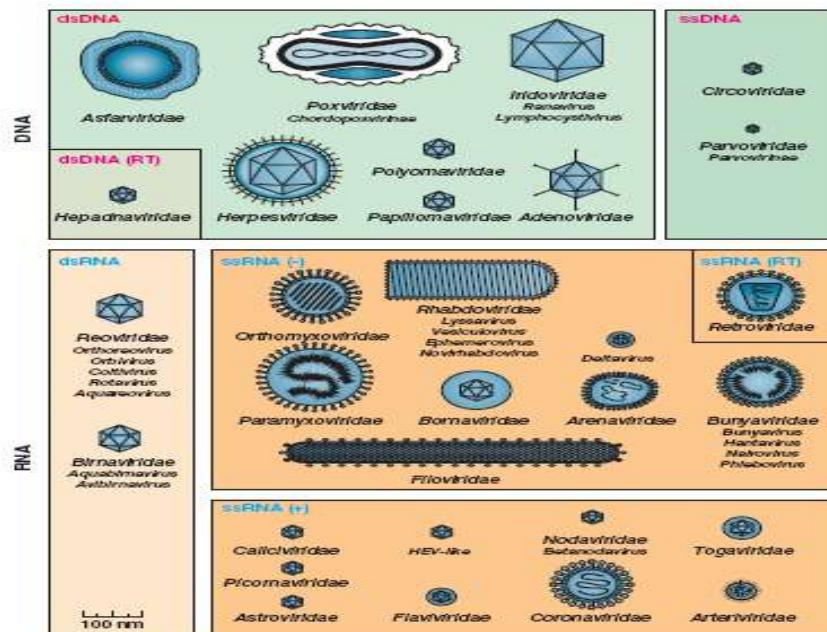 DNA
dsDNA
Asfarviridae
Poxviridae
Chordopoxvirinae
Iridoviridae
Ranavirus
Lymphocystivirus
dsDNA (RT)
Hepadnaviridae
Herpesviridae
Polyomaviridae
Papillomaviridae
Adenoviridae
ssDNA
Circoviridae
Parvoviridae
Parvovirinae
RNA
dsRNA
Reoviridae
Orthoreovirus
Orbivirus
Coltivirus
Rotavirus
Aquareovirus
Birnaviridae
Aquabirnavirus
Avibirnavirus
100 nm
ssRNA (-)
Orthomyxoviridae
Rhabdoviridae
Lyssavirus
Vesiculovirus
Ephemerovirus
Novirhabdovirus
Deltavirus
ssRNA (RT)
Retroviridae
Paramyxoviridae
Bornaviridae
Arenaviridae
Bunyaviridae
Bunyavirus
Hantavirus
Nairovirus
Phlebovirus
Filoviridae
ssRNA (+)
Caliciviridae
HEV-like
Nodaviridae
Betanodavirus
Togaviridae
Picornaviridae
Astroviridae
Flaviviridae
Coronaviridae
Arteriviridae